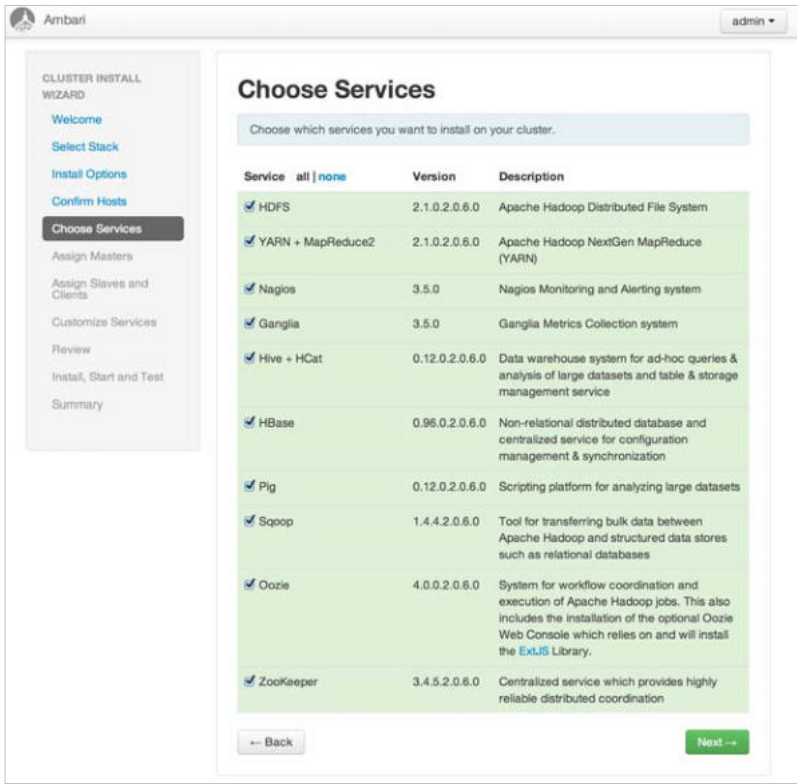 Ambari
admin
CLUSTER INSTALL
WIZARD
Welcome
Select Stack
Install Options
Confirm Hosts
Choose Services
Assign Masters
Assign Slaves and
Clients
Customize Services
Review
Install, Start and Test
Summary
Choose Services
Choose which services you want to install on your cluster.
Service all | none Version Description
HDFS 2.1.0.2.0.6.0 Apache Hadoop Distributed File System
YARN + MapReduce2 2.1.0.2.0.6.0 Apache Hadoop NextGen MapReduce
(YARN)
Nagios 3.5.0 Nagios Monitoring and Alerting system
Ganglia 3.5.0 Ganglia Metrics Collection system
Hive + HCat 0.12.0.2.0.6.0 Data warehouse system for ad-hoc queries &
analysis of large datasets and table & storage
management service
HBase 0.96.0.2.0.6.0 Non-relational distributed database and
centralized service for configuration
management & synchronization
Pig 0.12.0.2.0.6.0 Scripting platform for analyzing large datasets
Sqoop 1.4.4.2.0.6.0 Tool for transferring bulk data between
Apache Hadoop and structured data stores
such as relational databases
Oozie 4.0.0.2.0.6.0 System for workflow coordination and
execution of Apache Hadoop jobs. This also
includes the installation of the optional Oozie
Web Console which relies on and will install
the ExtJS Library.
ZooKeeper 3.4.5.2.0.6.0 Centralized service which provides highly
reliable distributed coordination
← Back
Next →